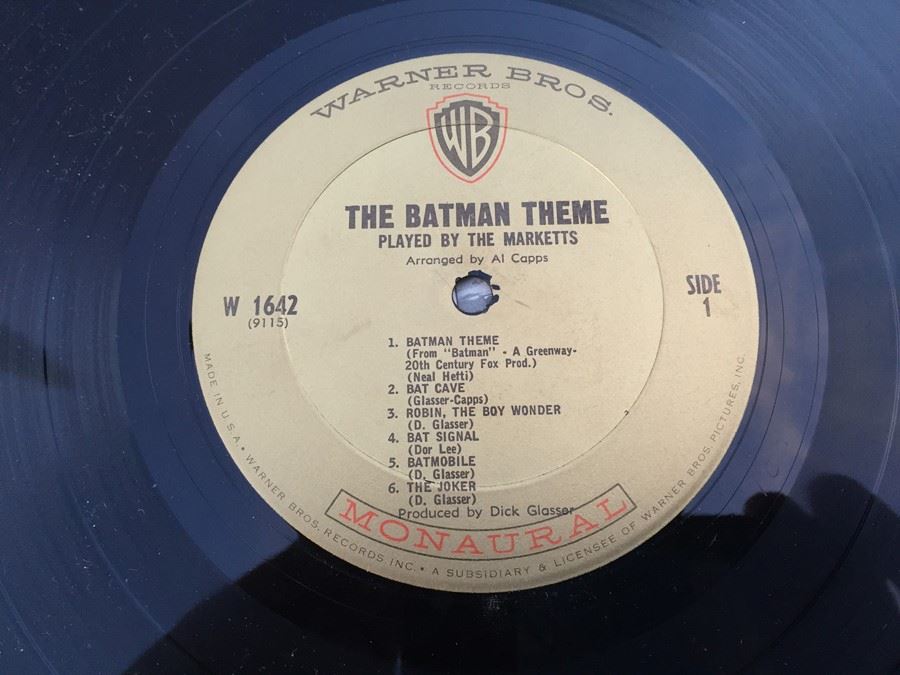 WARNER BROS.
RECORDS
WB
THE BATMAN THEME
PLAYED BY THE MARKETTS
Arranged by Al Capps
W 1642
(9115)
SIDE
1
1. BATMAN THEME
(From "Batman" - A Greenway-
20th Century Fox Prod.)
(Neal Hefti)
2. BAT CAVE
(Glasser-Capps)
3. ROBIN, THE BOY WONDER
(D. Glasser)
4. BAT SIGNAL
(Dor Lee)
5. BATMOBILE
(D. Glasser)
6. THE JOKER
(D. Glasser)
Produced by Dick Glasser
MONAURAL
MADE IN U.S.A. • WARNER BROS. RECORDS, INC. • A SUBSIDIARY & LICENSEE OF WARNER BROS. PICTURES, INC.